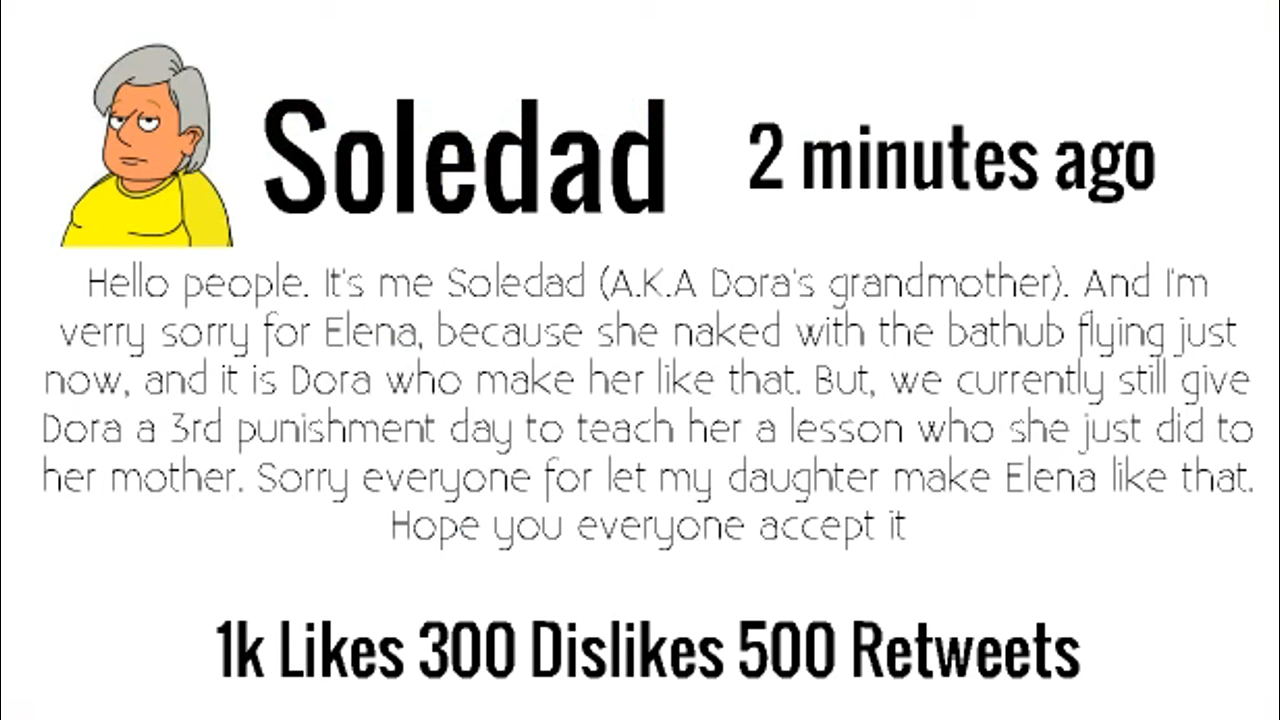 Soledad 2 minutes ago
Hello people. It's me Soledad (A.K.A Dora's grandmother). And I'm
verry sorry for Elena, because she naked with the bathub flying just
now, and it is Dora who make her like that. But, we currently still give
Dora a 3rd punishment day to teach her a lesson who she just did to
her mother. Sorry everyone for let my daughter make Elena like that.
Hope you everyone accept it
1k Likes 300 Dislikes 500 Retweets